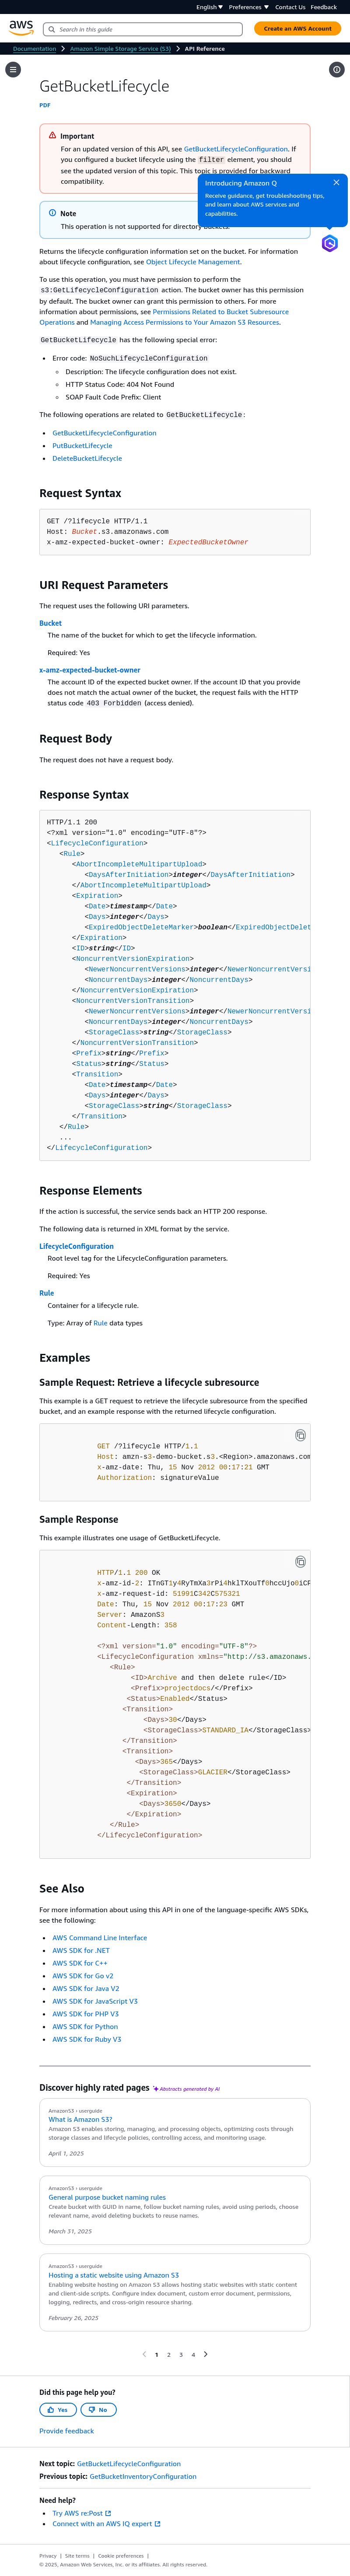 English
Preferences
Contact Us
Feedback
aws
Search in this guide
Create an AWS Account
Documentation
Amazon Simple Storage Service (S3)
API Reference
GetBucketLifecycle
PDF
Important
For an updated version of this API, see GetBucketLifecycleConfiguration. If
you configured a bucket lifecycle using the filter element, you should
see the updated version of this topic. This topic is provided for backward
compatibility.
Introducing Amazon Q
Receive guidance, get troubleshooting tips,
and learn about AWS services and
capabilities.
Note
This operation is not supported for directory buckets.
Returns the lifecycle configuration information set on the bucket. For information
about lifecycle configuration, see Object Lifecycle Management.
To use this operation, you must have permission to perform the
s3:GetLifecycleConfiguration action. The bucket owner has this permission
by default. The bucket owner can grant this permission to others. For more
information about permissions, see Permissions Related to Bucket Subresource
Operations and Managing Access Permissions to Your Amazon S3 Resources.
GetBucketLifecycle has the following special error:
• Error code: NoSuchLifecycleConfiguration
◦ Description: The lifecycle configuration does not exist.
◦ HTTP Status Code: 404 Not Found
◦ SOAP Fault Code Prefix: Client
The following operations are related to GetBucketLifecycle:
• GetBucketLifecycleConfiguration
• PutBucketLifecycle
• DeleteBucketLifecycle
Request Syntax
GET /?lifecycle HTTP/1.1
Host: Bucket.s3.amazonaws.com
x-amz-expected-bucket-owner: ExpectedBucketOwner
URI Request Parameters
The request uses the following URI parameters.
Bucket
The name of the bucket for which to get the lifecycle information.
Required: Yes
x-amz-expected-bucket-owner
The account ID of the expected bucket owner. If the account ID that you provide
does not match the actual owner of the bucket, the request fails with the HTTP
status code 403 Forbidden (access denied).
Request Body
The request does not have a request body.
Response Syntax
HTTP/1.1 200
<?xml version="1.0" encoding="UTF-8"?>
<LifecycleConfiguration>
<Rule>
<AbortIncompleteMultipartUpload>
<DaysAfterInitiation>integer</DaysAfterInitiation>
</AbortIncompleteMultipartUpload>
<Expiration>
<Date>timestamp</Date>
<Days>integer</Days>
<ExpiredObjectDeleteMarker>boolean</ExpiredObjectDelet
</Expiration>
<ID>string</ID>
<NoncurrentVersionExpiration>
<NewerNoncurrentVersions>integer</NewerNoncurrentVersi
<NoncurrentDays>integer</NoncurrentDays>
</NoncurrentVersionExpiration>
<NoncurrentVersionTransition>
<NewerNoncurrentVersions>integer</NewerNoncurrentVersi
<NoncurrentDays>integer</NoncurrentDays>
<StorageClass>string</StorageClass>
</NoncurrentVersionTransition>
<Prefix>string</Prefix>
<Status>string</Status>
<Transition>
<Date>timestamp</Date>
<Days>integer</Days>
<StorageClass>string</StorageClass>
</Transition>
</Rule>
...
</LifecycleConfiguration>
Response Elements
If the action is successful, the service sends back an HTTP 200 response.
The following data is returned in XML format by the service.
LifecycleConfiguration
Root level tag for the LifecycleConfiguration parameters.
Required: Yes
Rule
Container for a lifecycle rule.
Type: Array of Rule data types
Examples
Sample Request: Retrieve a lifecycle subresource
This example is a GET request to retrieve the lifecycle subresource from the specified
bucket, and an example response with the returned lifecycle configuration.
GET /?lifecycle HTTP/1.1
Host: amzn-s3-demo-bucket.s3.<Region>.amazonaws.com
x-amz-date: Thu, 15 Nov 2012 00:17:21 GMT
Authorization: signatureValue
Sample Response
This example illustrates one usage of GetBucketLifecycle.
HTTP/1.1 200 OK
x-amz-id-2: ITnGT1y4RyTmXa3rPi4hklTXouTf0hccUjo0iCP
x-amz-request-id: 51991C342C575321
Date: Thu, 15 Nov 2012 00:17:23 GMT
Server: AmazonS3
Content-Length: 358
<?xml version="1.0" encoding="UTF-8"?>
<LifecycleConfiguration xmlns="http://s3.amazonaws.
<Rule>
<ID>Archive and then delete rule</ID>
<Prefix>projectdocs/</Prefix>
<Status>Enabled</Status>
<Transition>
<Days>30</Days>
<StorageClass>STANDARD_IA</StorageClass>
</Transition>
<Transition>
<Days>365</Days>
<StorageClass>GLACIER</StorageClass>
</Transition>
<Expiration>
<Days>3650</Days>
</Expiration>
</Rule>
</LifecycleConfiguration>
See Also
For more information about using this API in one of the language-specific AWS SDKs,
see the following:
• AWS Command Line Interface
• AWS SDK for .NET
• AWS SDK for C++
• AWS SDK for Go v2
• AWS SDK for Java V2
• AWS SDK for JavaScript V3
• AWS SDK for PHP V3
• AWS SDK for Python
• AWS SDK for Ruby V3
Discover highly rated pages Abstracts generated by AI
AmazonS3 › userguide
What is Amazon S3?
Amazon S3 enables storing, managing, and processing objects, optimizing costs through
storage classes and lifecycle policies, controlling access, and monitoring usage.
April 1, 2025
AmazonS3 › userguide
General purpose bucket naming rules
Create bucket with GUID in name, follow bucket naming rules, avoid using periods, choose
relevant name, avoid deleting buckets to reuse names.
March 31, 2025
AmazonS3 › userguide
Hosting a static website using Amazon S3
Enabling website hosting on Amazon S3 allows hosting static websites with static content
and client-side scripts. Configure index document, custom error document, permissions,
logging, redirects, and cross-origin resource sharing.
February 26, 2025
1 2 3 4
Did this page help you?
Yes
No
Provide feedback
Next topic: GetBucketLifecycleConfiguration
Previous topic: GetBucketInventoryConfiguration
Need help?
• Try AWS re:Post
• Connect with an AWS IQ expert
Privacy | Site terms | Cookie preferences |
© 2025, Amazon Web Services, Inc. or its affiliates. All rights reserved.